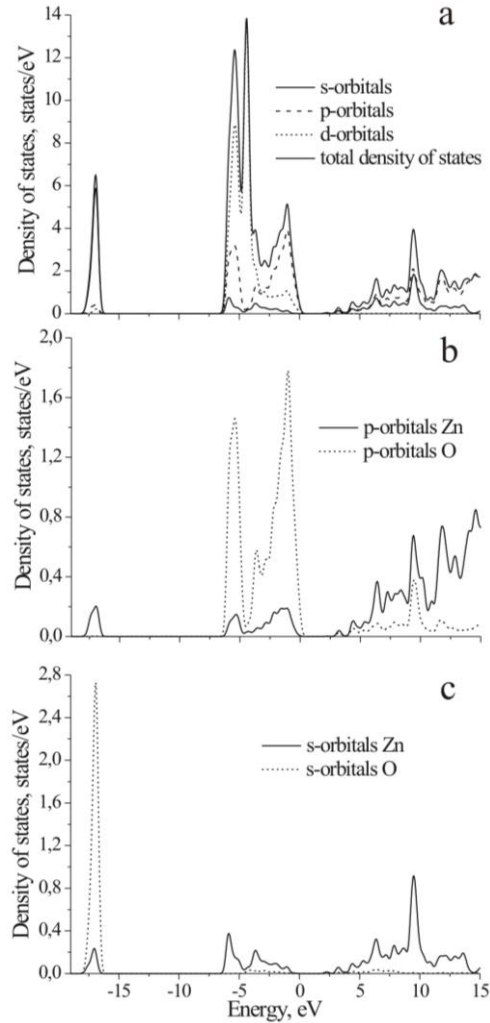 a
14
12
10
8
6
4
2
0
Density of states, states/eV
s-orbitals
p-orbitals
d-orbitals
total density of states
b
2,0
1,6
1,2
0,8
0,4
0,0
Density of states, states/eV
p-orbitals Zn
p-orbitals O
c
2,8
2,4
2,0
1,6
1,2
0,8
0,4
0,0
Density of states, states/eV
s-orbitals Zn
s-orbitals O
-15 -10 -5 0 5 10 15
Energy, eV